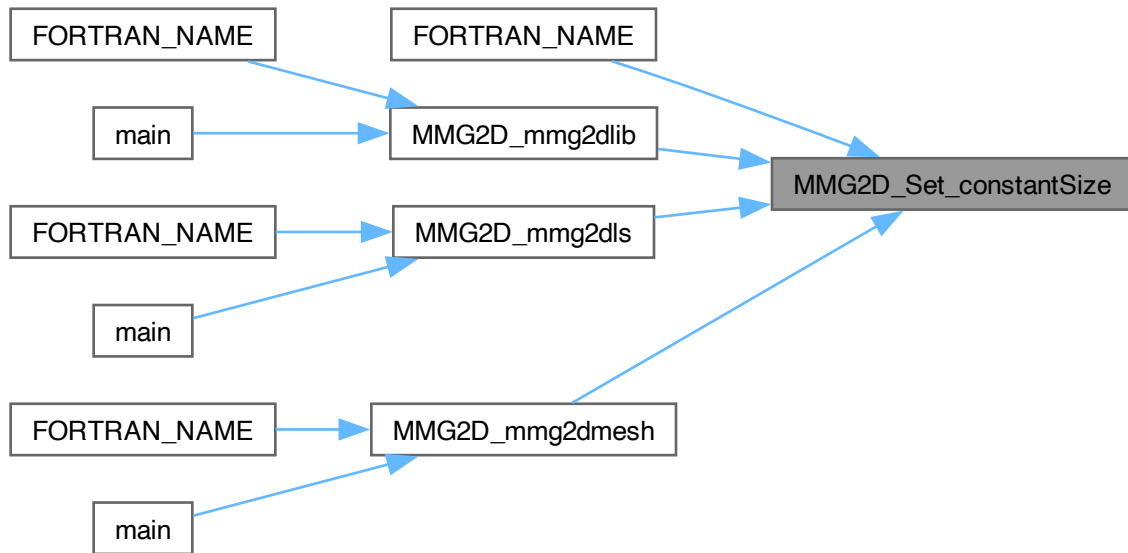 FORTRAN_NAME
FORTRAN_NAME
main
MMG2D_mmg2dlib
MMG2D_Set_constantSize
FORTRAN_NAME
MMG2D_mmg2dls
main
FORTRAN_NAME
MMG2D_mmg2dmesh
main